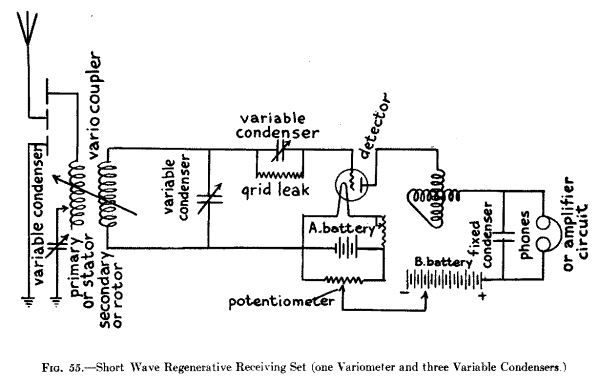 variable condenser
primary
or stator
vario coupler
secondary
or rotor
variable
condenser
variable
condenser
grid leak
detector
A.battery
potentiometer
B.battery
-
+
fixed
condenser
phones
or amplifier
circuit
FIG. 55.—Short Wave Regenerative Receiving Set (one Variometer and three Variable Condensers.)